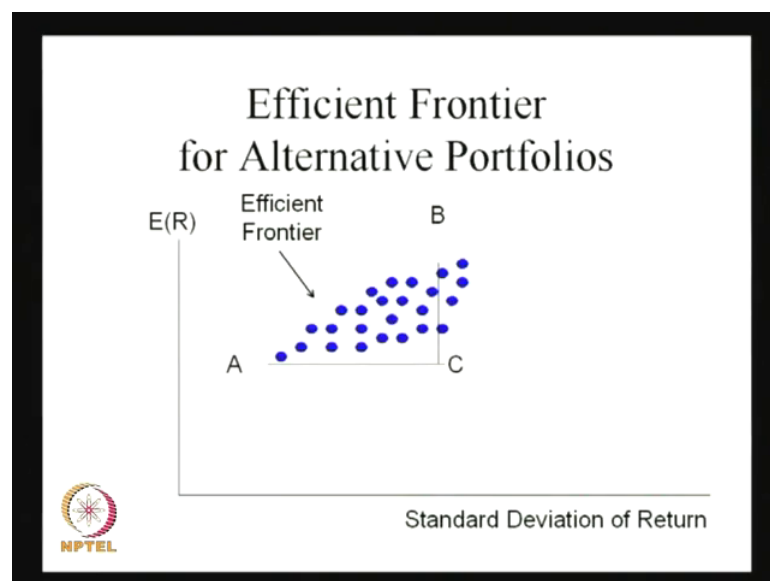 Efficient Frontier
for Alternative Portfolios
Efficient
Frontier
E(R)
B
A
C
Standard Deviation of Return
NPTEL